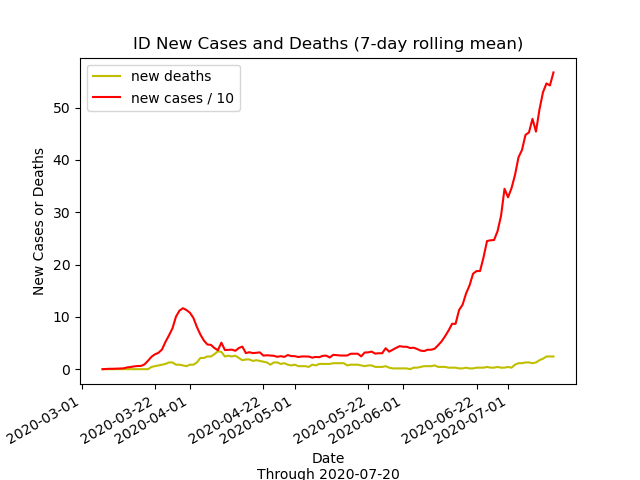 ID New Cases and Deaths (7-day rolling mean)
new deaths
new cases / 10
New Cases or Deaths
50
40
30
20
10
0
2020-03-01
2020-03-22
2020-04-01
2020-04-22
2020-05-01
2020-05-22
2020-06-01
2020-06-22
2020-07-01
Date
Through 2020-07-20